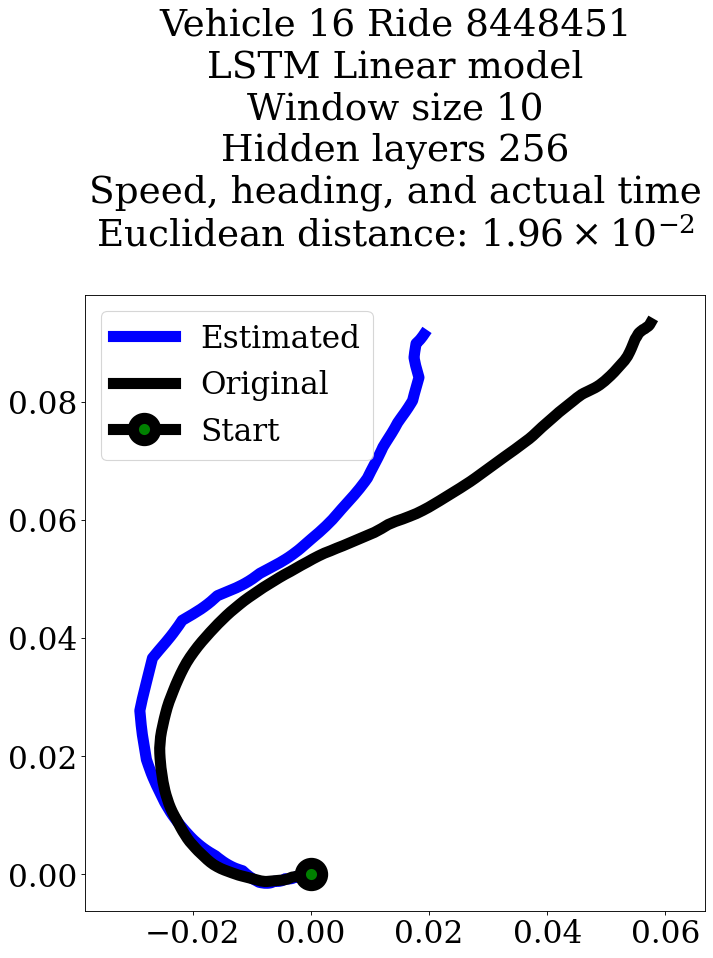 Vehicle 16 Ride 8448451
LSTM Linear model
Window size 10
Hidden layers 256
Speed, heading, and actual time
Euclidean distance: 1.96 × 10⁻²
Estimated
Original
Start
0.08
0.06
0.04
0.02
0.00
−0.02 0.00 0.02 0.04 0.06